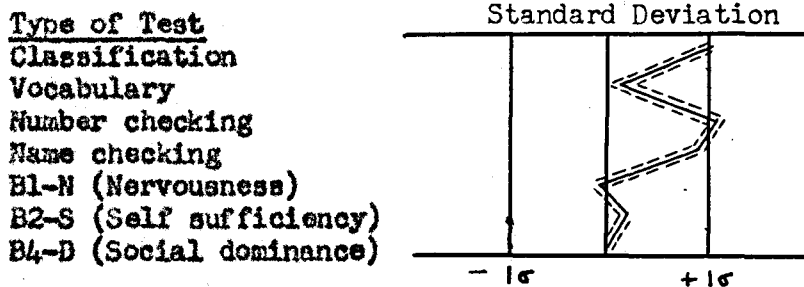 Standard Deviation
Type of Test
Classification
Vocabulary
Number checking
Name checking
B1-N (Nervousness)
B2-S (Self sufficiency)
B4-D (Social dominance)
- 1σ +1σ